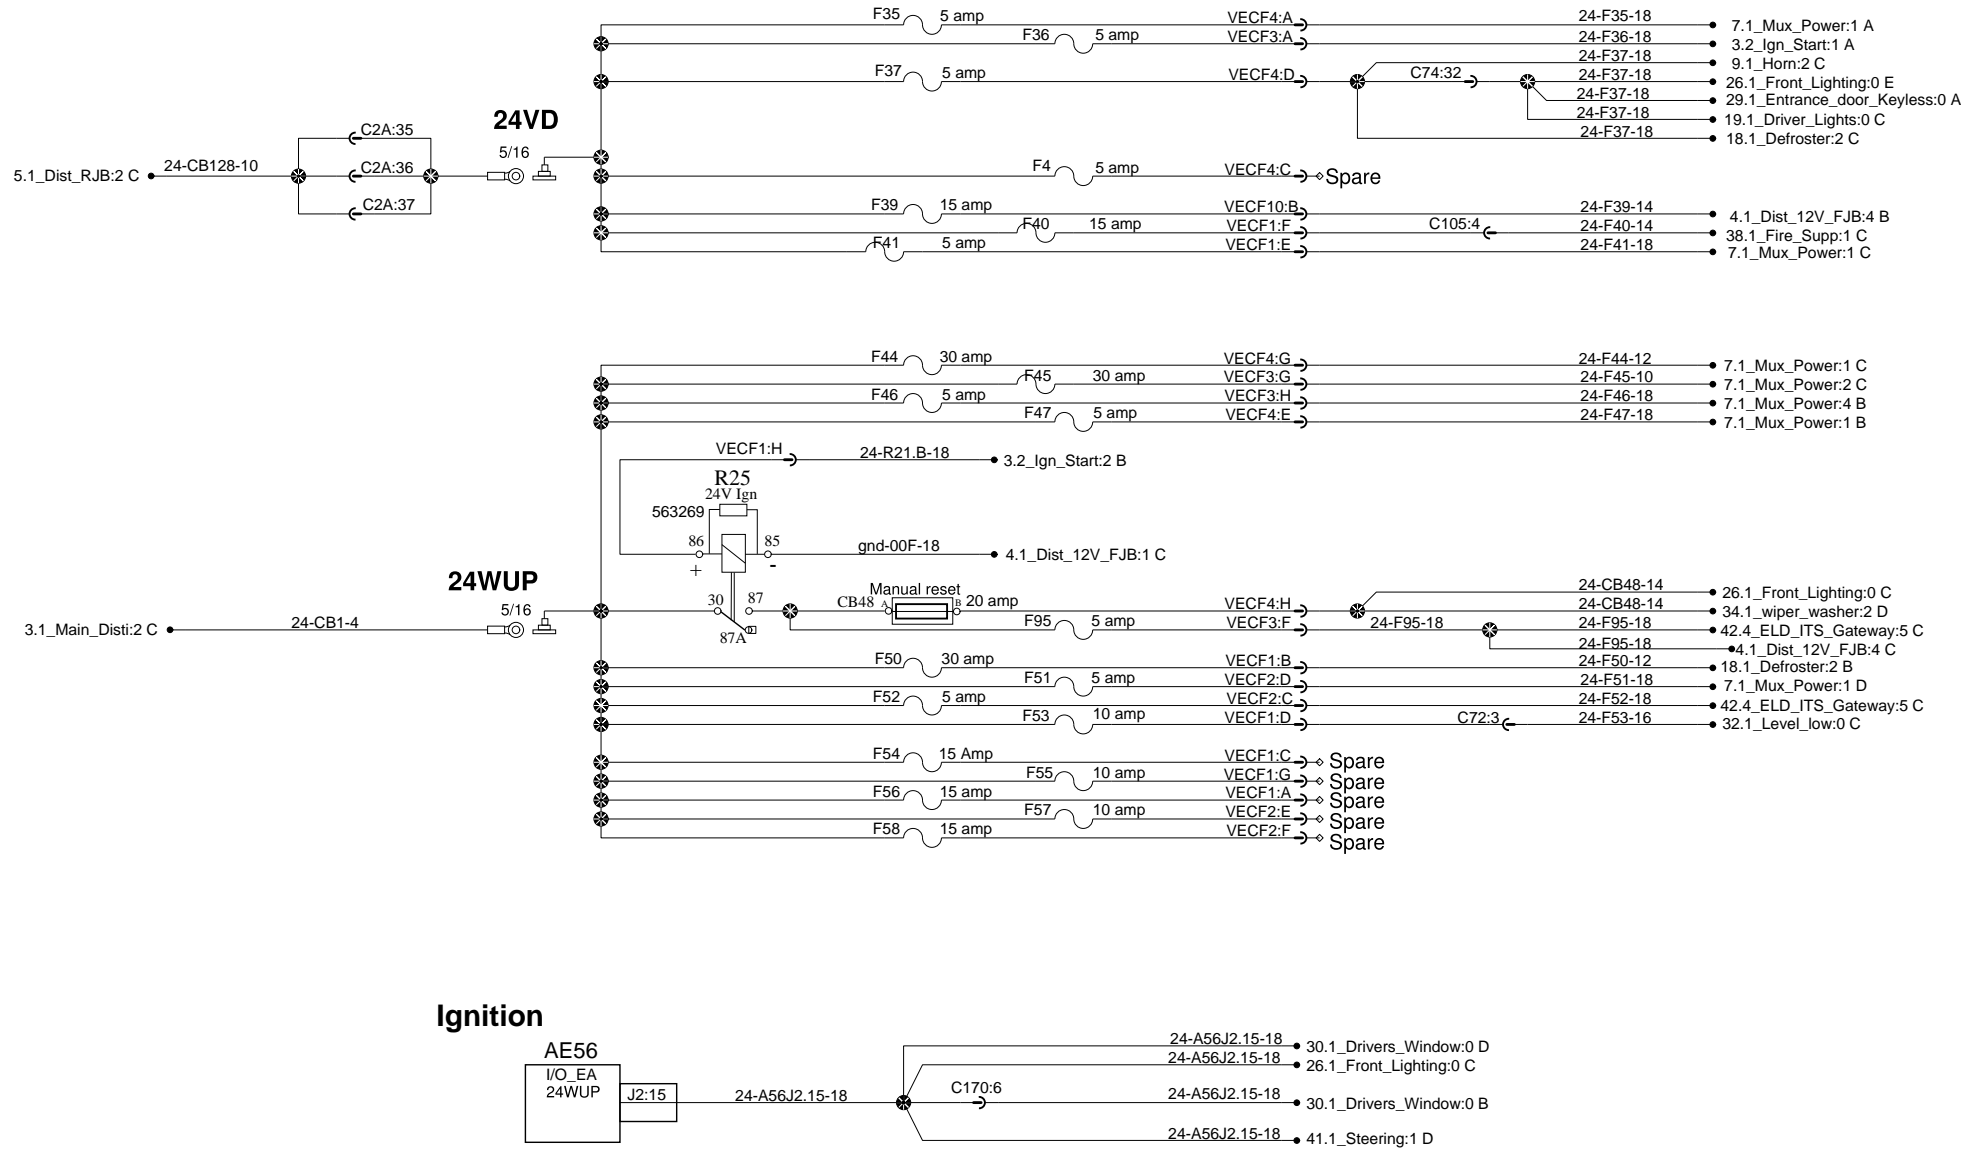 F35 5 amp VECF4:A 24-F35-18 7.1_Mux_Power:1 A
F36 5 amp VECF3:A 24-F36-18 3.2_Ign_Start:1 A
24-F37-18 9.1_Horn:2 C
F37 5 amp VECF4:D C74:32 24-F37-18 26.1_Front_Lighting:0 E
24-F37-18 29.1_Entrance_door_Keyless:0 A
24VD
24-F37-18 19.1_Driver_Lights:0 C
C2A:35
24-F37-18 18.1_Defroster:2 C
5/16
5.1_Dist_RJB:2 C 24-CB128-10 C2A:36 F4 5 amp VECF4:C Spare
C2A:37 F39 15 amp VECF10:B 24-F39-14 4.1_Dist_12V_FJB:4 B
F40 15 amp VECF1:F C105:4 24-F40-14 38.1_Fire_Supp:1 C
F41 5 amp VECF1:E 24-F41-18 7.1_Mux_Power:1 C
F44 30 amp VECF4:G 24-F44-12 7.1_Mux_Power:1 C
F45 30 amp VECF3:G 24-F45-10 7.1_Mux_Power:2 C
F46 5 amp VECF3:H 24-F46-18 7.1_Mux_Power:4 B
F47 5 amp VECF4:E 24-F47-18 7.1_Mux_Power:1 B
VECF1:H 24-R21.B-18 3.2_Ign_Start:2 B
R25
24V Ign
563269
86 85 gnd-00F-18 4.1_Dist_12V_FJB:1 C
+ -
24WUP
Manual reset 24-CB48-14 26.1_Front_Lighting:0 C
5/16 30 87 CB48 A B 20 amp VECF4:H 24-CB48-14 34.1_wiper_washer:2 D
3.1_Main_Disti:2 C 24-CB1-4 87A F95 5 amp VECF3:F 24-F95-18 24-F95-18 42.4_ELD_ITS_Gateway:5 C
24-F95-18 4.1_Dist_12V_FJB:4 C
F50 30 amp VECF1:B 24-F50-12 18.1_Defroster:2 B
F51 5 amp VECF2:D 24-F51-18 7.1_Mux_Power:1 D
F52 5 amp VECF2:C 24-F52-18 42.4_ELD_ITS_Gateway:5 C
F53 10 amp VECF1:D C72:3 24-F53-16 32.1_Level_low:0 C
F54 15 Amp VECF1:C Spare
F55 10 amp VECF1:G Spare
F56 15 amp VECF1:A Spare
F57 10 amp VECF2:E Spare
F58 15 amp VECF2:F Spare
Ignition
AE56
I/O_EA
24WUP
J2:15 24-A56J2.15-18
24-A56J2.15-18 30.1_Drivers_Window:0 D
24-A56J2.15-18 26.1_Front_Lighting:0 C
C170:6 24-A56J2.15-18 30.1_Drivers_Window:0 B
24-A56J2.15-18 41.1_Steering:1 D